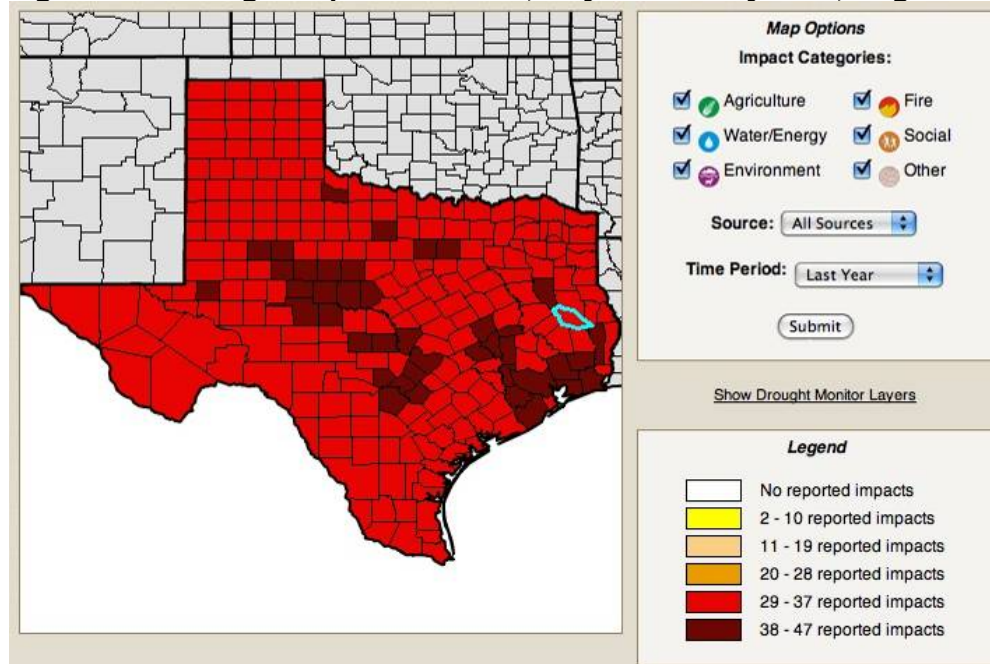 Map Options
Impact Categories:
Agriculture
Fire
Water/Energy
Social
Environment
Other
Source: All Sources
Time Period: Last Year
Submit
Show Drought Monitor Layers
Legend
No reported impacts
2 - 10 reported impacts
11 - 19 reported impacts
20 - 28 reported impacts
29 - 37 reported impacts
38 - 47 reported impacts